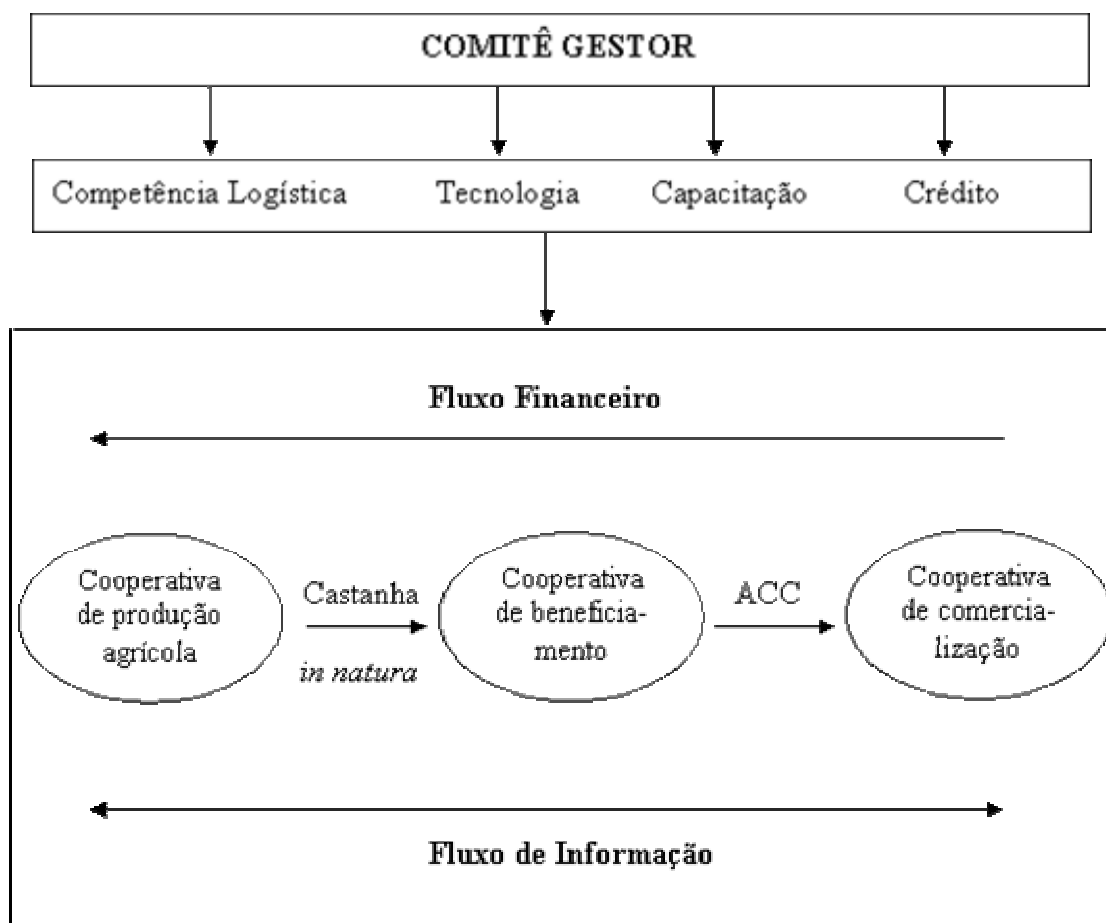 COMITÊ GESTOR
Competência Logística Tecnologia Capacitação Crédito
Fluxo Financeiro
Cooperativa
de produção
agrícola
Castanha
in natura
Cooperativa
de beneficia-
mento
ACC
Cooperativa
de comercia-
lização
Fluxo de Informação